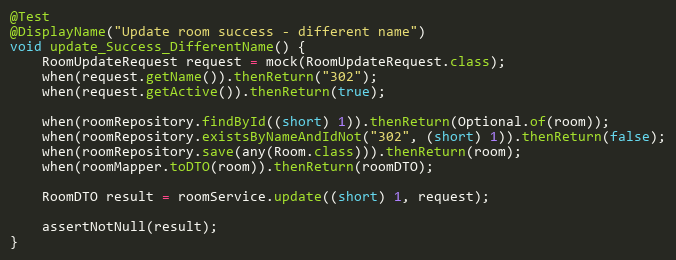 @Test
@DisplayName("Update room success - different name")
void update_Success_DifferentName() {
    RoomUpdateRequest request = mock(RoomUpdateRequest.class);
    when(request.getName()).thenReturn("302");
    when(request.getActive()).thenReturn(true);

    when(roomRepository.findById((short) 1)).thenReturn(Optional.of(room));
    when(roomRepository.existsByNameAndIdNot("302", (short) 1)).thenReturn(false);
    when(roomRepository.save(any(Room.class))).thenReturn(room);
    when(roomMapper.toDTO(room)).thenReturn(roomDTO);

    RoomDTO result = roomService.update((short) 1, request);

    assertNotNull(result);
}